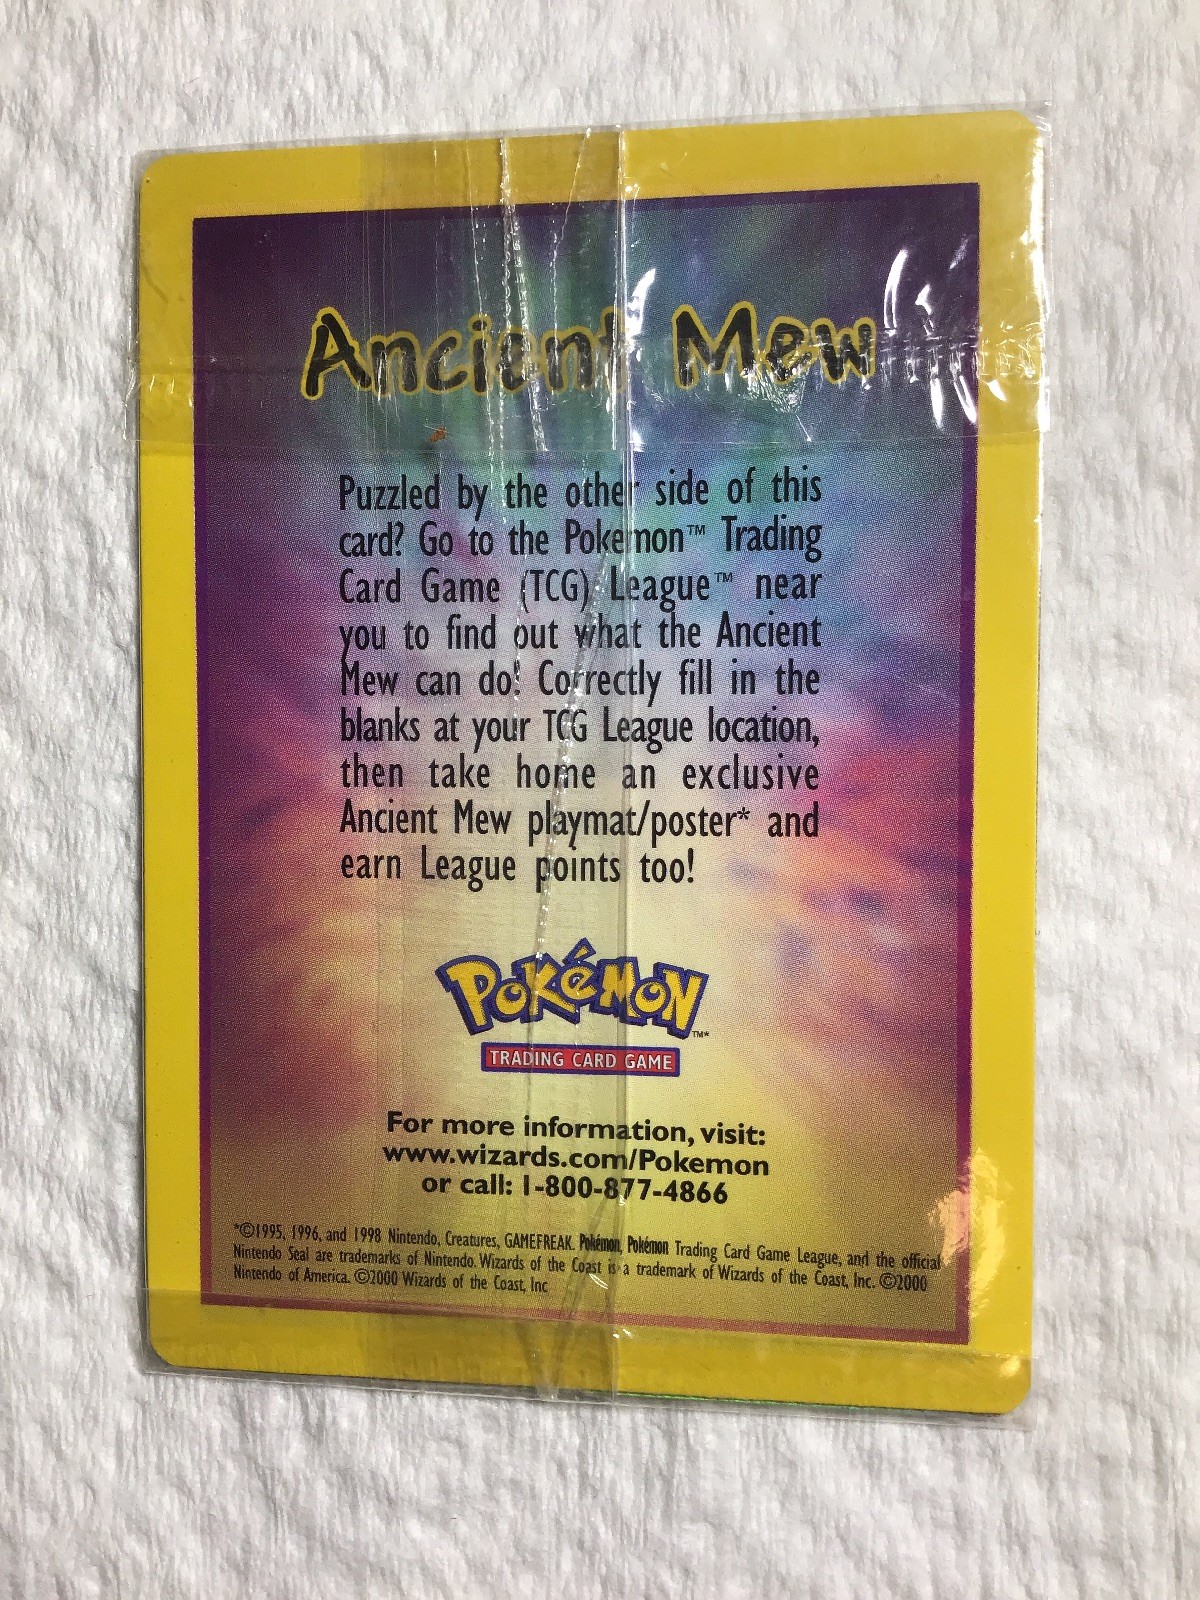 Ancient Mew
Puzzled by the other side of this
card? Go to the Pokemon™ Trading
Card Game (TCG) League™ near
you to find out what the Ancient
Mew can do! Correctly fill in the
blanks at your TCG League location,
then take home an exclusive
Ancient Mew playmat/poster* and
earn League points too!
POKéMON™*
TRADING CARD GAME
For more information, visit:
www.wizards.com/Pokemon
or call: 1-800-877-4866
*©1995, 1996, and 1998 Nintendo, Creatures, GAMEFREAK. Pokémon, Pokémon Trading Card Game League, and the official
Nintendo Seal are trademarks of Nintendo. Wizards of the Coast is a trademark of Wizards of the Coast, Inc. ©2000
Nintendo of America. ©2000 Wizards of the Coast, Inc